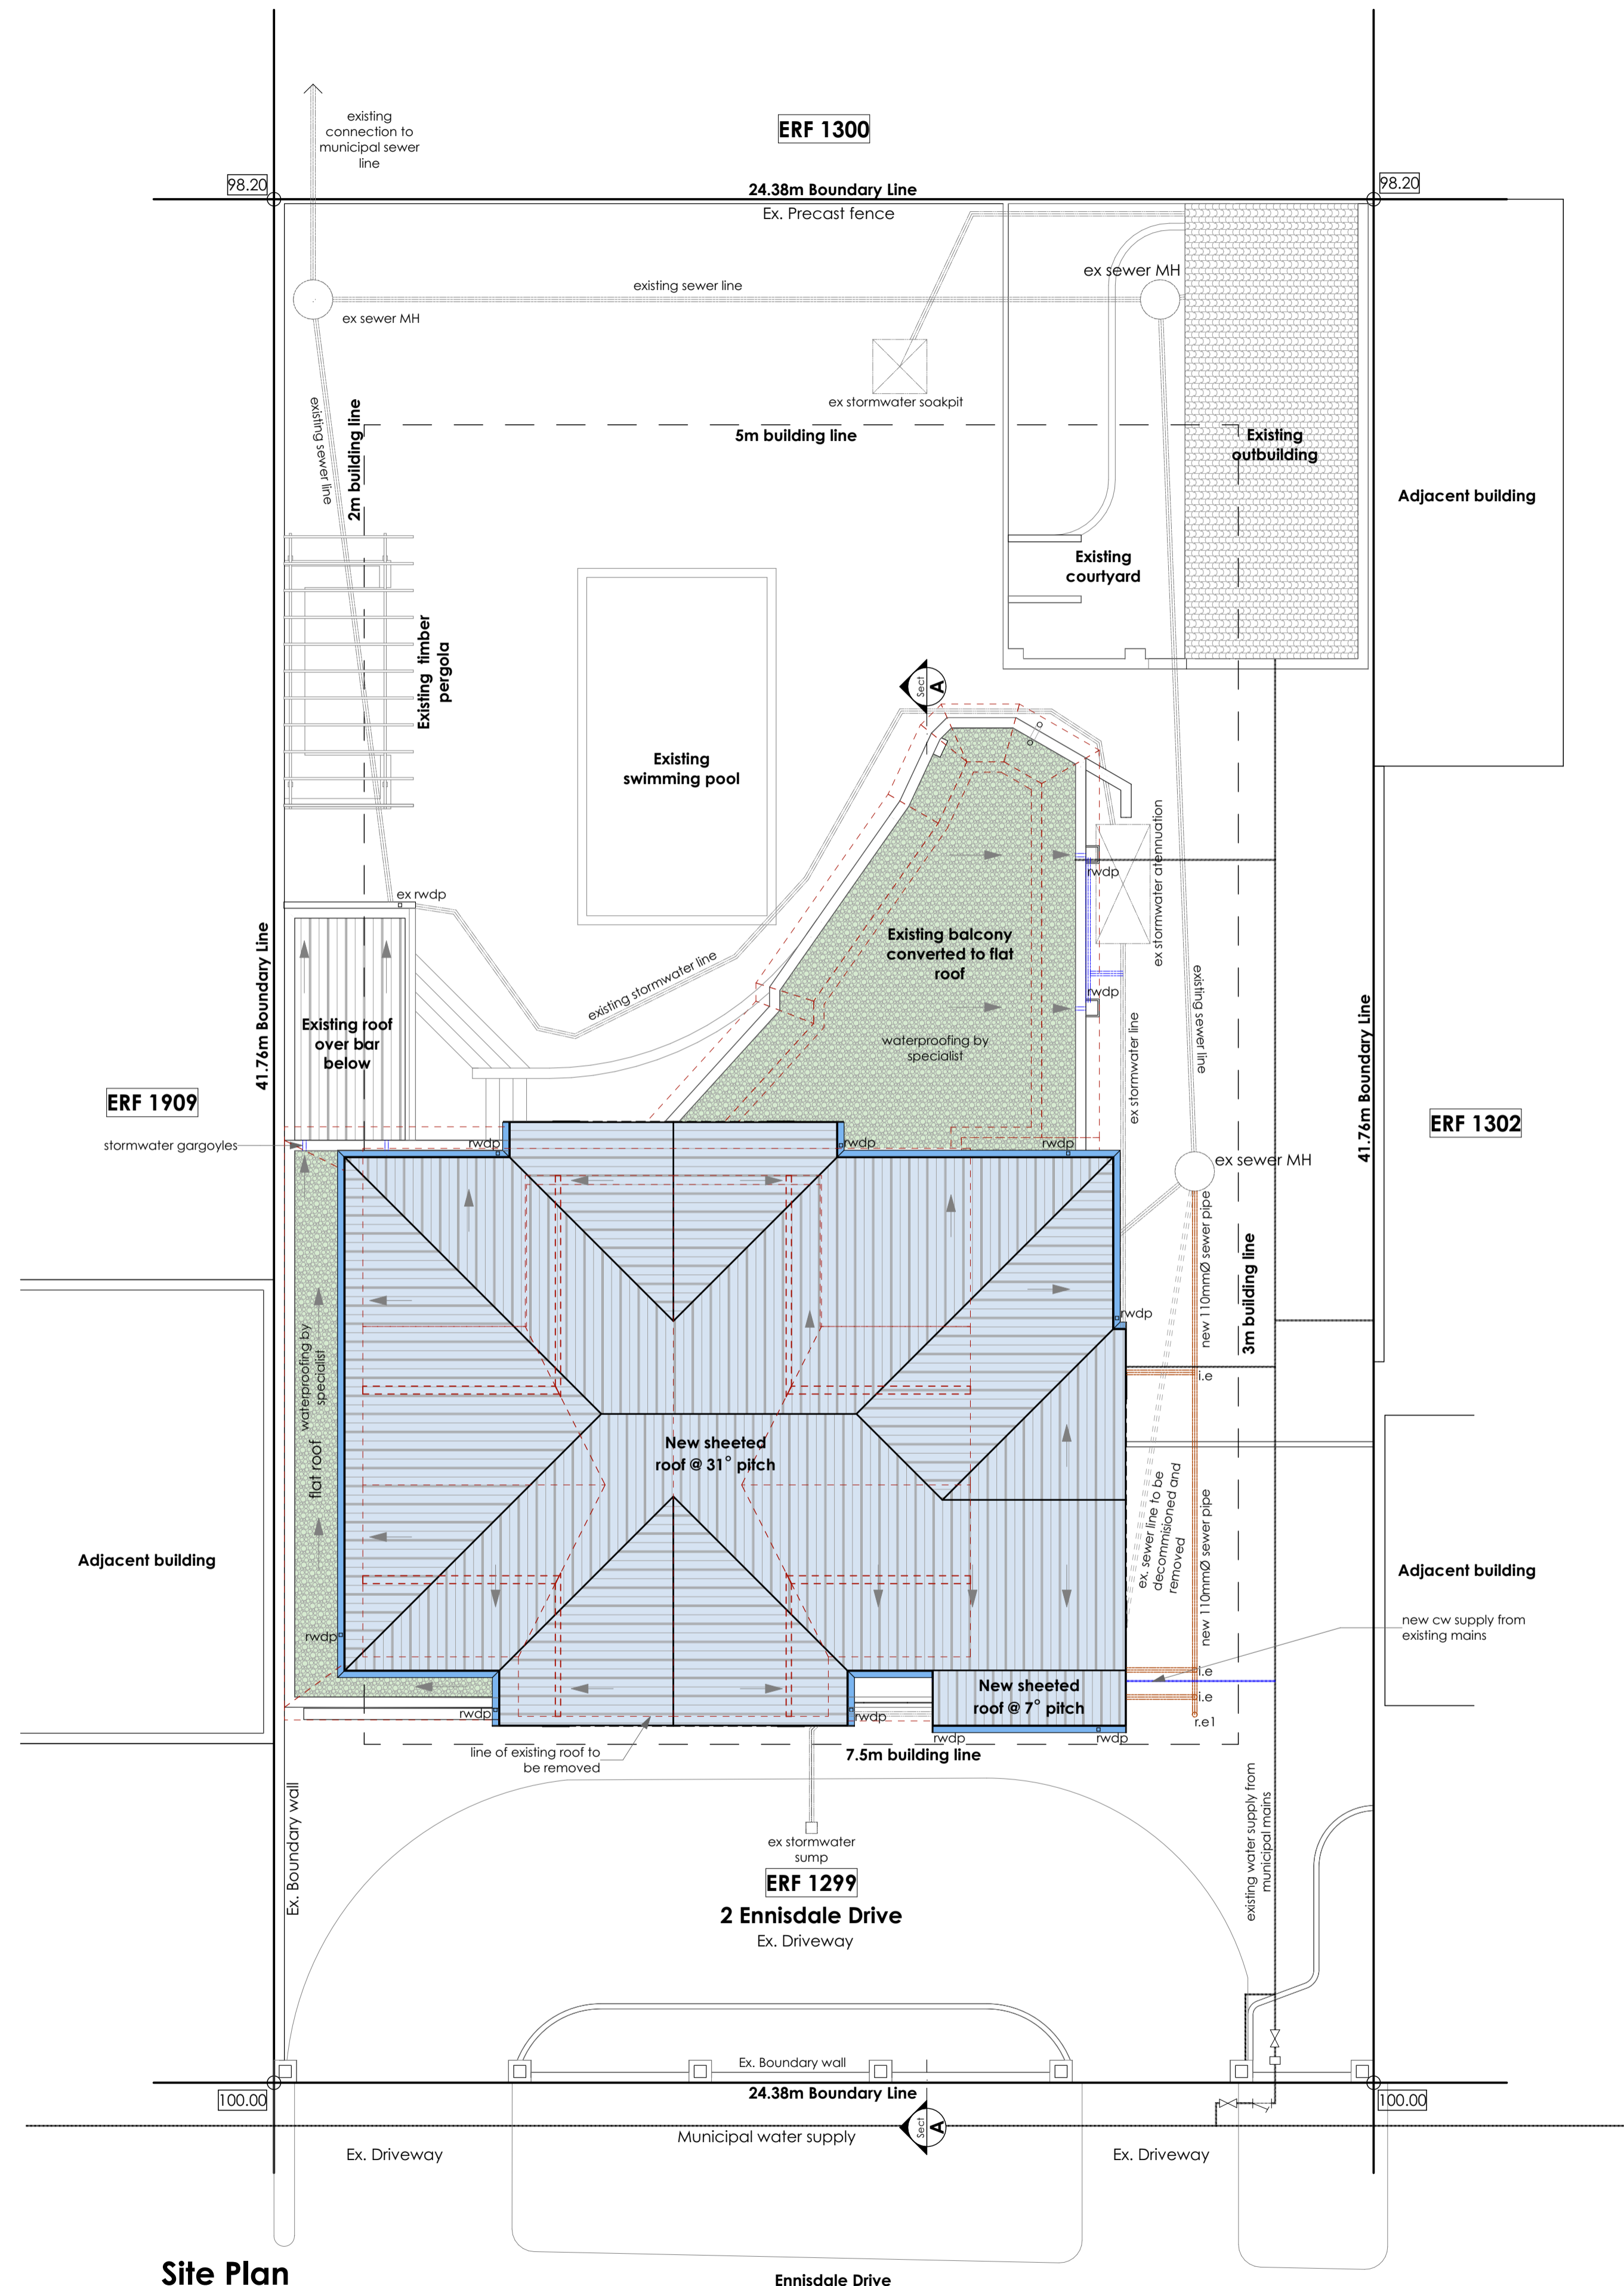 existing
connection to
municipal sewer
line
ERF 1300
98.20
98.20
24.38m Boundary Line
Ex. Precast fence
ex sewer MH
existing sewer line
ex sewer MH
ex stormwater soakpit
existing sewer line
2m building line
5m building line
Existing
outbuilding
Adjacent building
Existing
courtyard
Existing timber
pergola
Sect
A
Existing
swimming pool
ex stormwater atennuation
rwdp
ex rwdp
41.76m Boundary Line
existing stormwater line
Existing balcony
converted to flat
roof
rwdp
existing sewer line
Existing roof
over bar
below
waterproofing by
specialist
ex stormwater line
41.76m Boundary Line
ERF 1909
ERF 1302
stormwater gargoyles
rwdp
rwdp
rwdp
ex sewer MH
new 110mmØ sewer pipe
3m building line
rwdp
waterproofing by
specialist
flat roof
i.e
New sheeted
roof @ 31° pitch
ex. sewer line to be
decommisioned and
removed
new 110mmØ sewer pipe
Adjacent building
Adjacent building
new cw supply from
existing mains
rwdp
i.e
New sheeted
roof @ 7° pitch
i.e
rwdp
rwdp
r.e1
rwdp
rwdp
line of existing roof to
be removed
7.5m building line
Ex. Boundary wall
existing water supply from
municipal mains
ex stormwater
sump
ERF 1299
2 Ennisdale Drive
Ex. Driveway
Ex. Boundary wall
24.38m Boundary Line
100.00
100.00
Sect
A
Municipal water supply
Ex. Driveway
Ex. Driveway
Site Plan
Ennisdale Drive